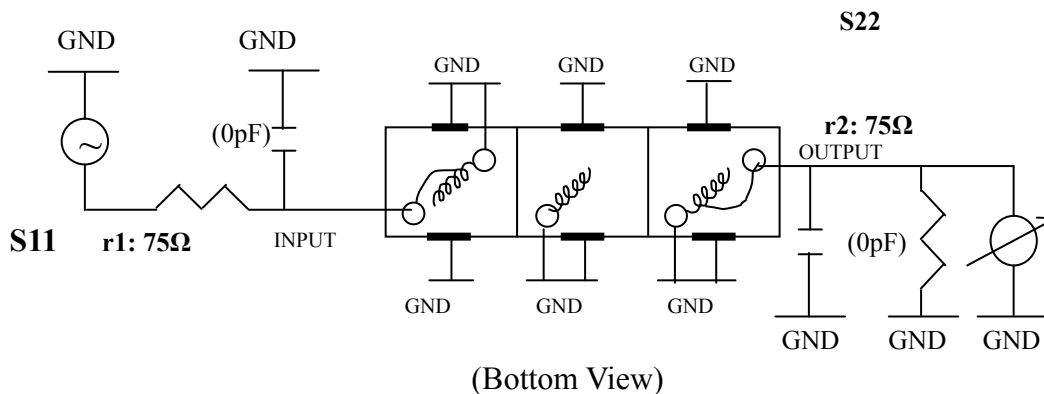 S22
GND
GND
GND
GND
GND
(0pF)
r2: 75Ω
OUTPUT
S11
r1: 75Ω
INPUT
(0pF)
GND
GND
GND
GND
GND
GND
(Bottom View)